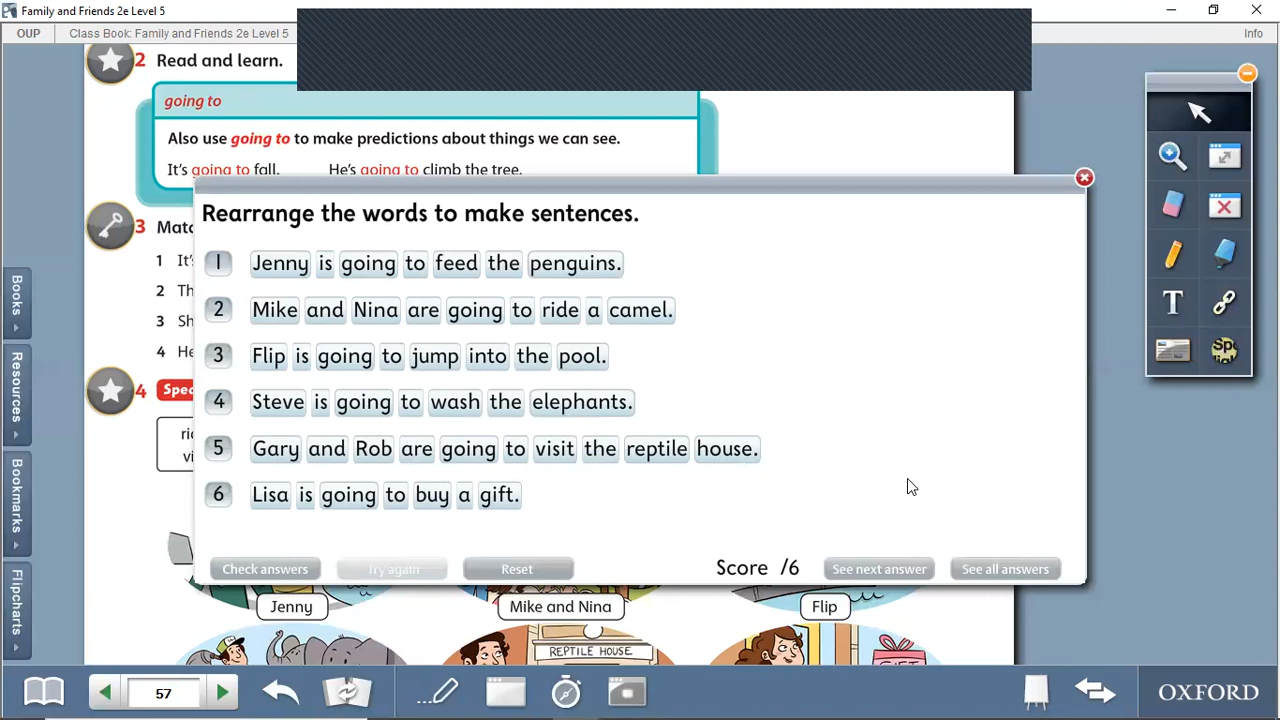 Family and Friends 2e Level 5
OUP
Class Book: Family and Friends 2e Level 5
Info
2 Read and learn.
going to
Also use going to to make predictions about things we can see.
It's going to fall. He's going to climb the tree.
3 Matc
1 It's
2 Th
3 Sh
4 He
4 Spea
ri
vi
Rearrange the words to make sentences.
1 Jenny is going to feed the penguins.
2 Mike and Nina are going to ride a camel.
3 Flip is going to jump into the pool.
4 Steve is going to wash the elephants.
5 Gary and Rob are going to visit the reptile house.
6 Lisa is going to buy a gift.
Check answers Try again Reset Score /6 See next answer See all answers
Jenny Mike and Nina Flip
REPTILE HOUSE
GIFT
Books
Resources
Bookmarks
Flipcharts
T
Sp
57
OXFORD